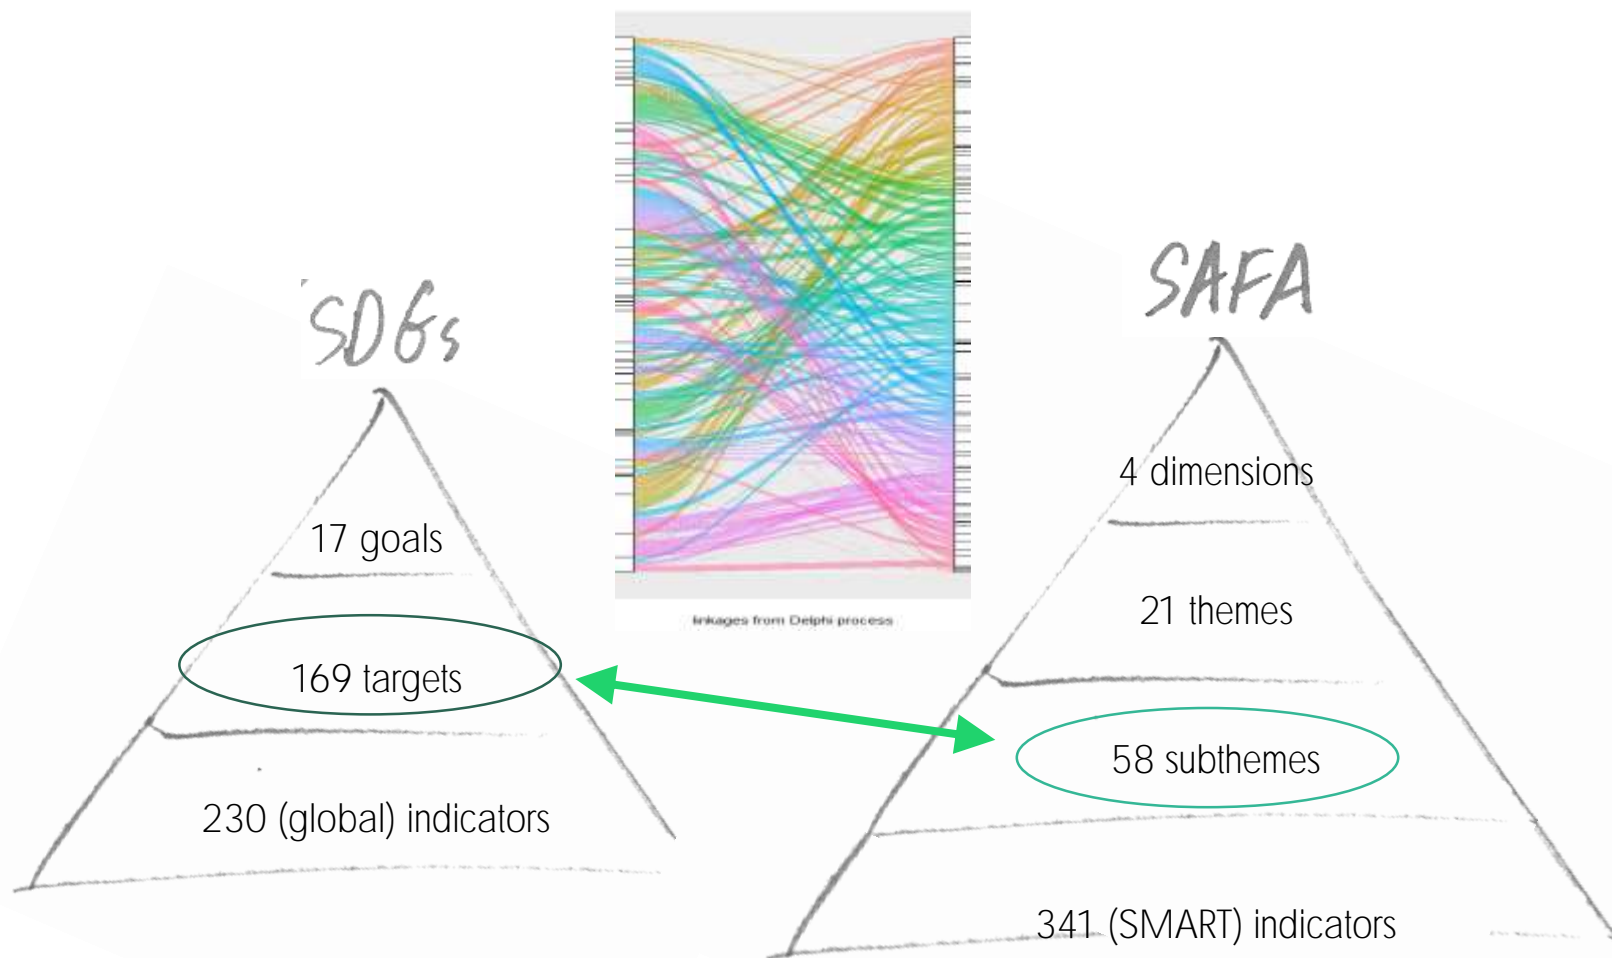 SDGs
17 goals
169 targets
230 (global) indicators
linkages from Delphi process
SAFA
4 dimensions
21 themes
58 subthemes
341 (SMART) indicators